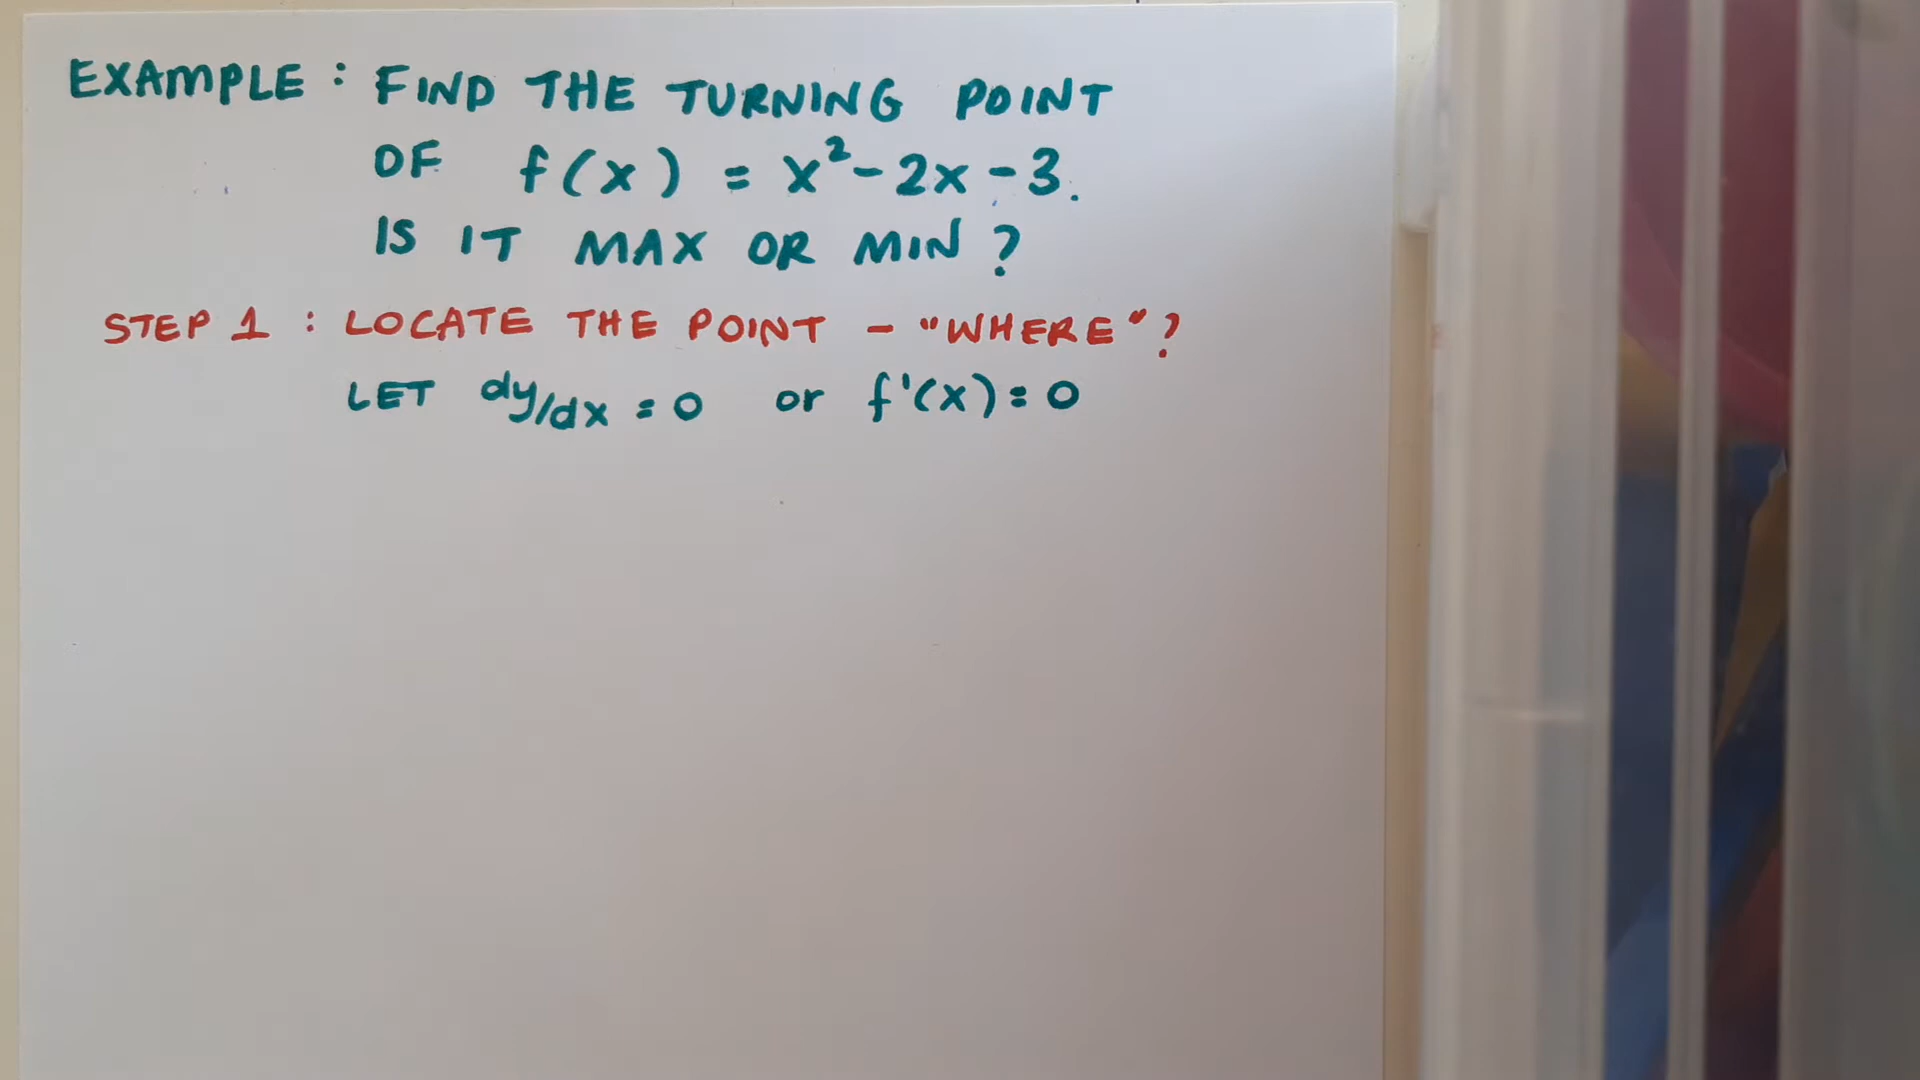 EXAMPLE : FIND THE TURNING POINT
OF f(x) = x² - 2x - 3.
IS IT MAX OR MIN ?
STEP 1 : LOCATE THE POINT - "WHERE" ?
LET dy/dx = 0 or f'(x) = 0